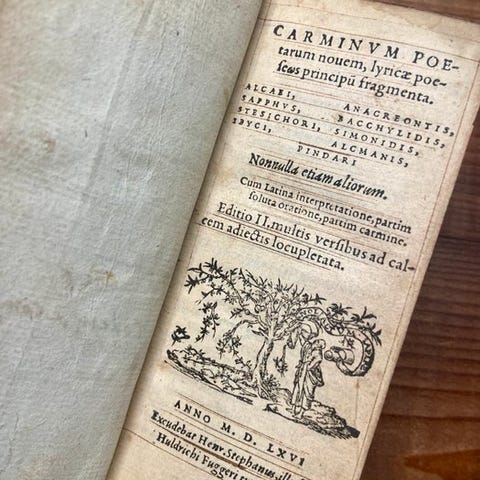 CARMINVM POE-
tarum nouem, lyricæ poe-
ſeωs principũ fragmenta.
ALCAEI, ANACREONTIS,
SAPPHVS, BACCHYLIDIS,
STESICHORI, SIMONIDIS,
IBYCI, ALCMANIS,
PINDARI
Nonnulla etiam aliorum.
Cum Latina interpretatione, partim
ſoluta oratione, partim carmine.
Editio II. multis verſibus ad cal-
cem adiectis locupletata.
ANNO M. D. LXVI
Excudebat Henr. Stephanus,
Huldrichi Fuggeri